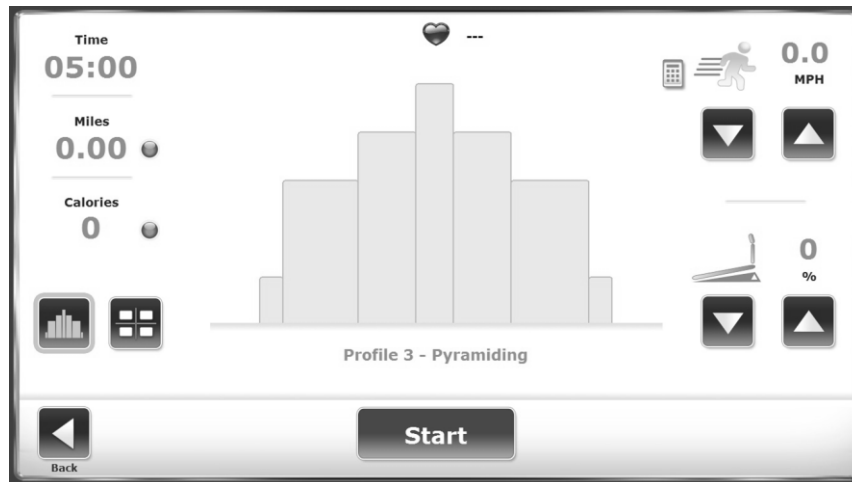 Time
05:00
Miles
0.00
Calories
0
---
0.0
MPH
0
%
Profile 3 - Pyramiding
Start
Back